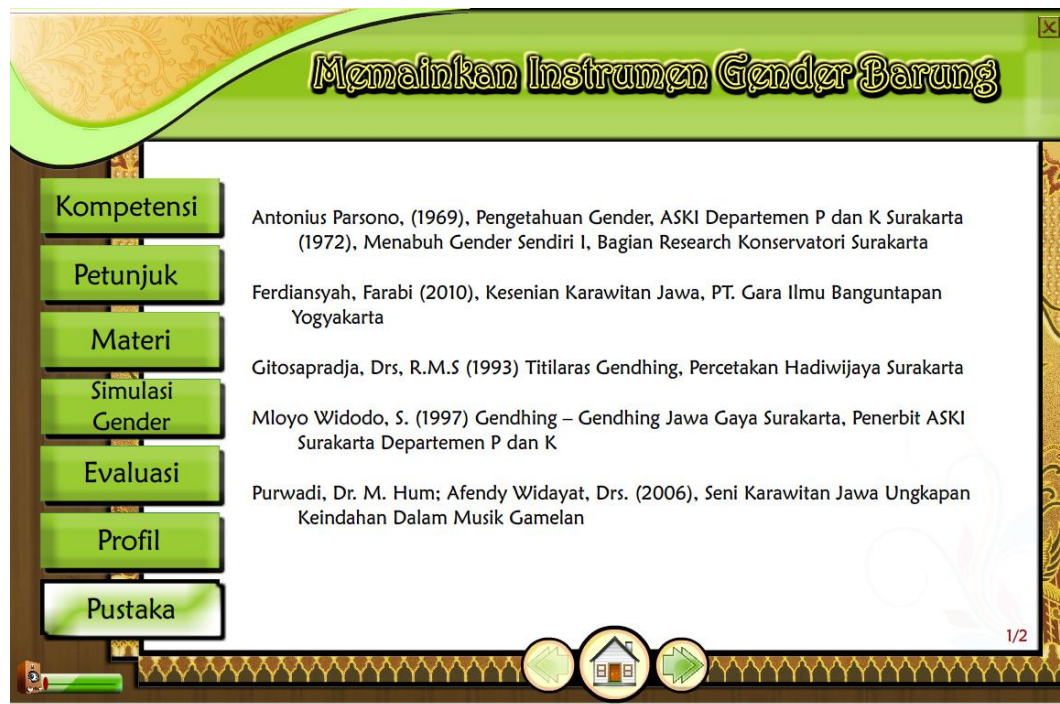 Memainkan Instrumen Gender Barung
Kompetensi
Petunjuk
Materi
Simulasi
Gender
Evaluasi
Profil
Pustaka
Antonius Parsono, (1969), Pengetahuan Gender, ASKI Departemen P dan K Surakarta
(1972), Menabuh Gender Sendiri I, Bagian Research Konservatori Surakarta
Ferdiansyah, Farabi (2010), Kesenian Karawitan Jawa, PT. Gara Ilmu Banguntapan
Yogyakarta
Gitosapradja, Drs, R.M.S (1993) Titilaras Gendhing, Percetakan Hadiwijaya Surakarta
Mloyo Widodo, S. (1997) Gendhing – Gendhing Jawa Gaya Surakarta, Penerbit ASKI
Surakarta Departemen P dan K
Purwadi, Dr. M. Hum; Afendy Widayat, Drs. (2006), Seni Karawitan Jawa Ungkapan
Keindahan Dalam Musik Gamelan
1/2